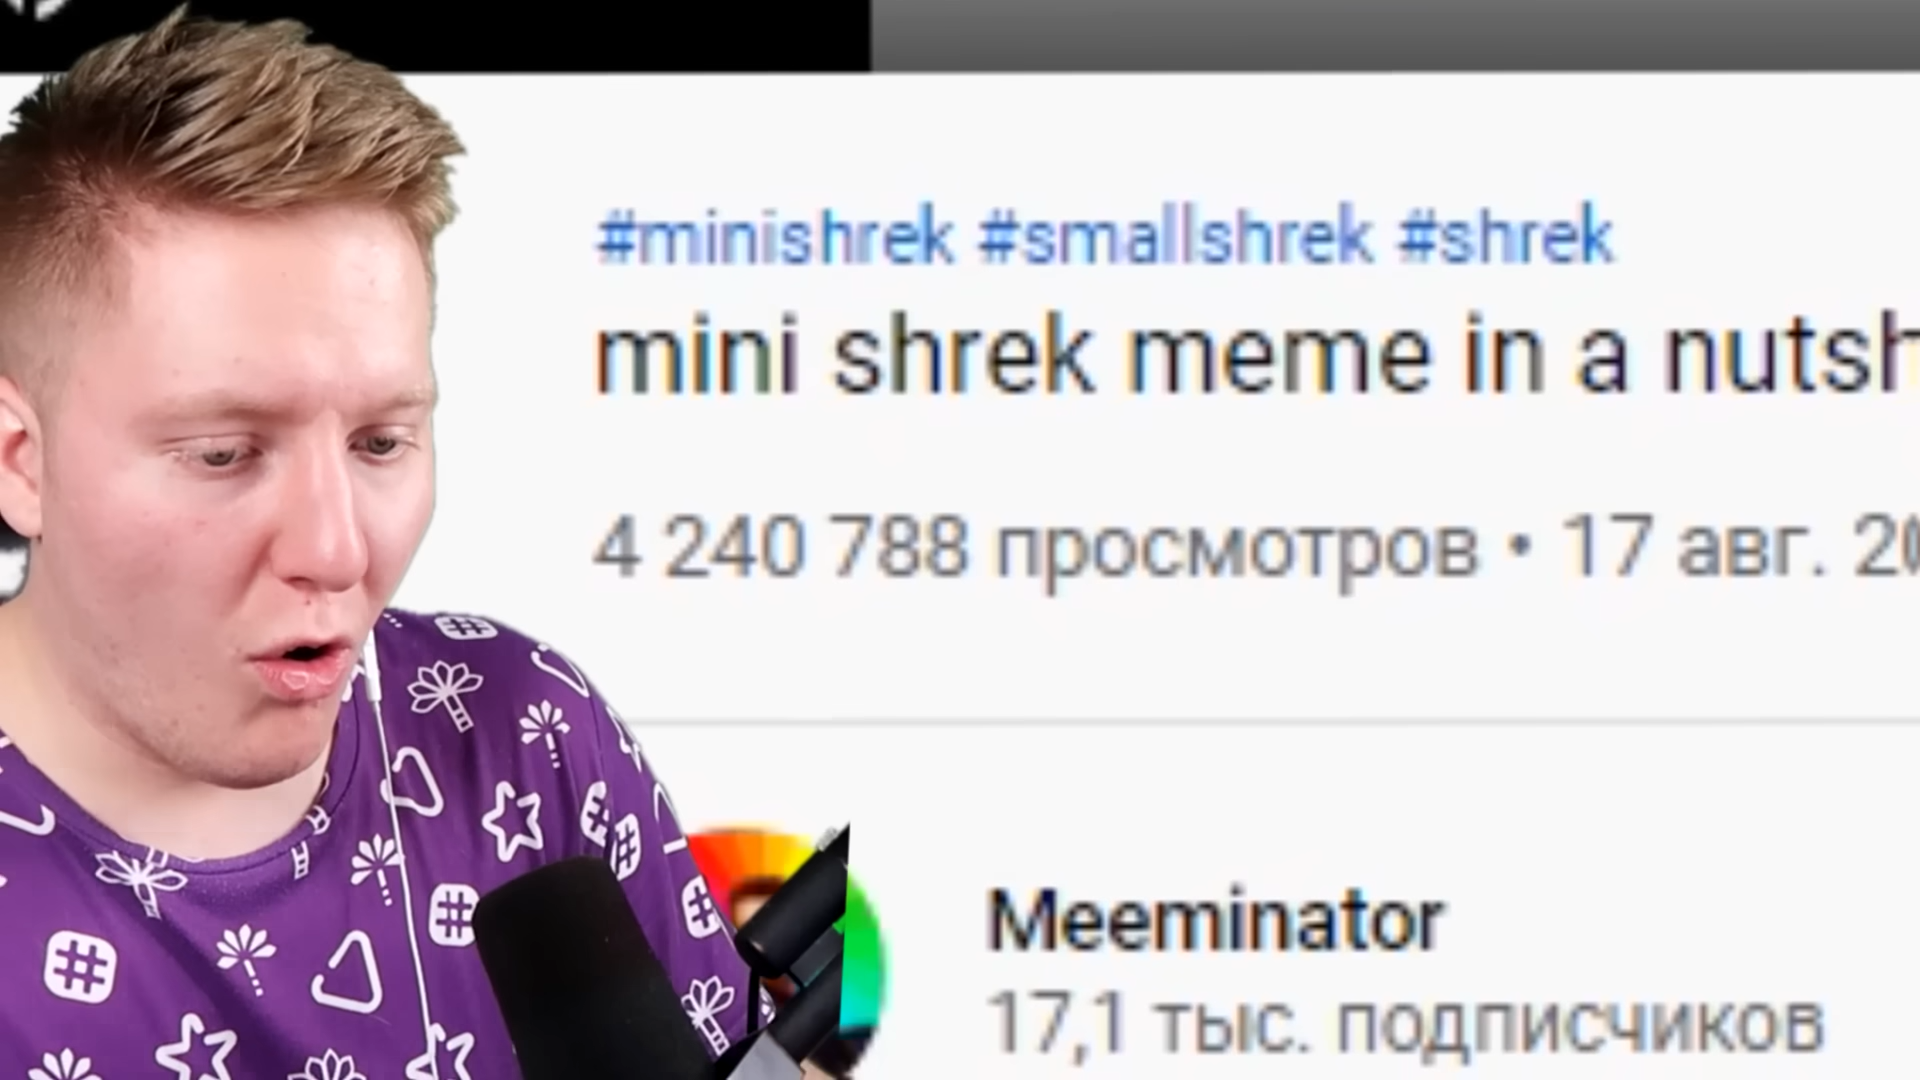 #minishrek #smallshrek #shrek
mini shrek meme in a nutsh
4 240 788 просмотров • 17 авг. 20
Meeminator
17,1 тыс. подписчиков